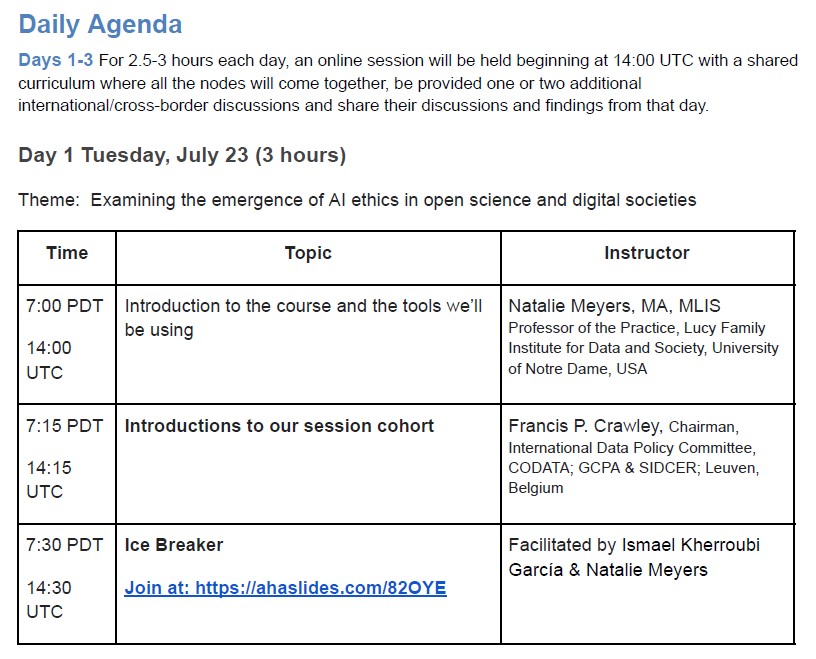 Daily Agenda
Days 1-3 For 2.5-3 hours each day, an online session will be held beginning at 14:00 UTC with a shared
curriculum where all the nodes will come together, be provided one or two additional
international/cross-border discussions and share their discussions and findings from that day.
Day 1 Tuesday, July 23 (3 hours)
Theme: Examining the emergence of AI ethics in open science and digital societies
Time
Topic
Instructor
7:00 PDT
14:00
UTC
Introduction to the course and the tools we’ll
be using
Natalie Meyers, MA, MLIS
Professor of the Practice, Lucy Family
Institute for Data and Society, University
of Notre Dame, USA
7:15 PDT
14:15
UTC
Introductions to our session cohort
Francis P. Crawley, Chairman,
International Data Policy Committee,
CODATA; GCPA & SIDCER; Leuven,
Belgium
7:30 PDT
14:30
UTC
Ice Breaker
Join at: https://ahaslides.com/82OYE
Facilitated by Ismael Kherroubi
García & Natalie Meyers